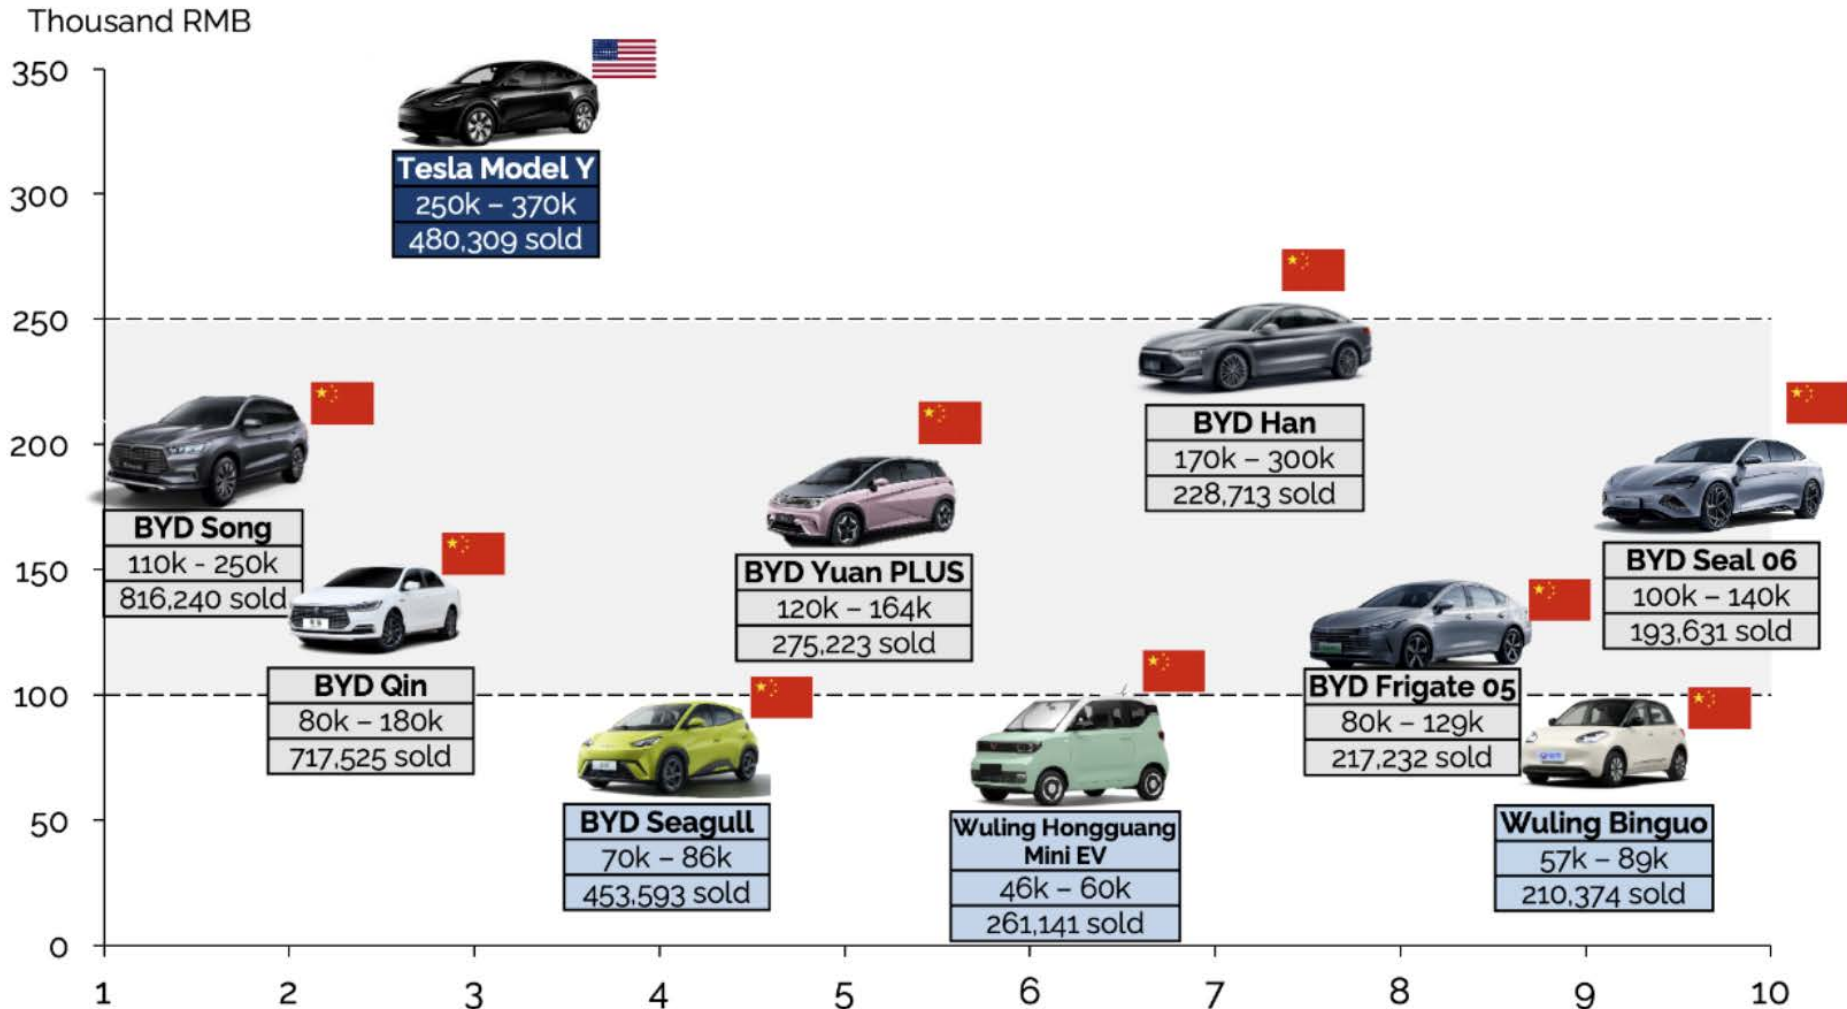 Thousand RMB
350
300
250
200
150
100
50
0
Tesla Model Y
250k – 370k
480,309 sold
BYD Song
110k - 250k
816,240 sold
BYD Qin
80k – 180k
717,525 sold
BYD Seagull
70k – 86k
453,593 sold
BYD Yuan PLUS
120k – 164k
275,223 sold
Wuling Hongguang
Mini EV
46k – 60k
261,141 sold
BYD Han
170k – 300k
228,713 sold
BYD Frigate 05
80k – 129k
217,232 sold
Wuling Binguo
57k – 89k
210,374 sold
BYD Seal 06
100k – 140k
193,631 sold
1 2 3 4 5 6 7 8 9 10